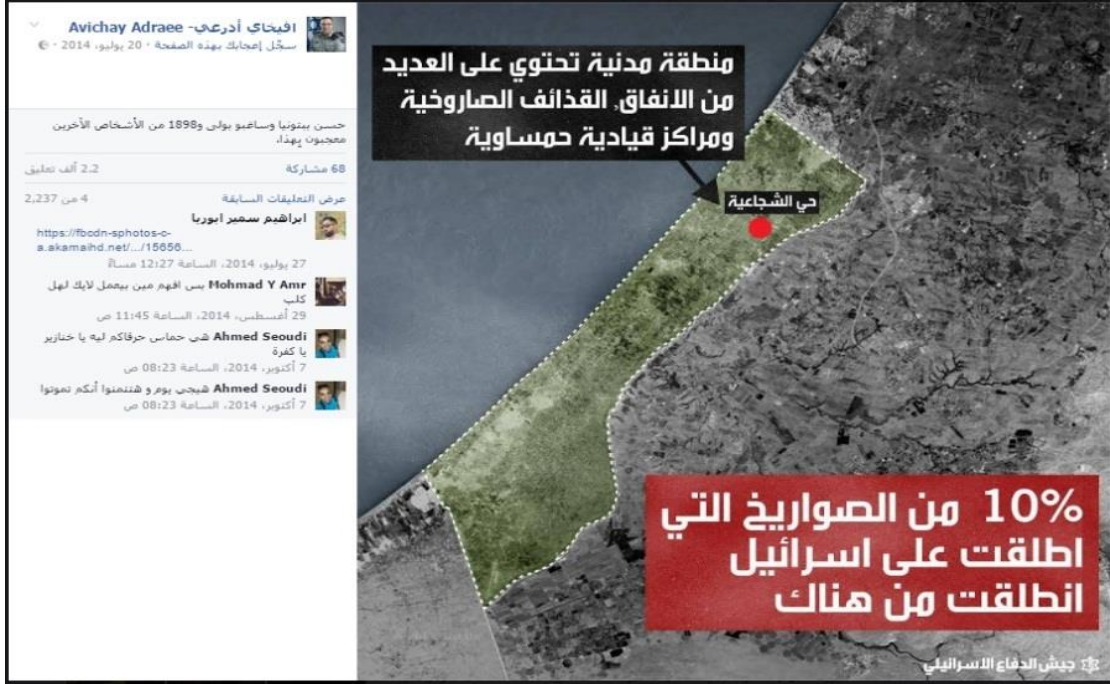 افيخاي أدرعي- Avichay Adraee
سجّل إعجابك بهذه الصفحة · 20 يوليو، 2014 ·
حسن بيتونيا وساغبو بولي و1898 من الأشخاص الآخرين
معجبون بهذا.
68 مشاركة
2.2 ألف تعليق
عرض التعليقات السابقة
4 من 2,237
ابراهيم سمير ابوريا
https://fbcdn-sphotos-c-
a.akamaihd.net/.../15656...
27 يوليو، 2014، الساعة 12:27 مساءً
Mohmad Y Amr بس افهم مين بيعمل لايك لهل
كلب
29 أغسطس، 2014، الساعة 11:45 ص
Ahmed Seoudi هي حماس حرقاكم ليه يا خنازير
يا كفرة
7 أكتوبر، 2014، الساعة 08:23 ص
Ahmed Seoudi هيجي يوم و هتتمنوا أنكم تموتوا
7 أكتوبر، 2014، الساعة 08:23 ص
منطقة مدنية تحتوي على العديد
من الانفاق, القذائف الصاروخية
ومراكز قيادية حمساوية
حي الشجاعية
10% من الصواريخ التي
اطلقت على اسرائيل
انطلقت من هناك
جيش الدفاع الاسرائيلي